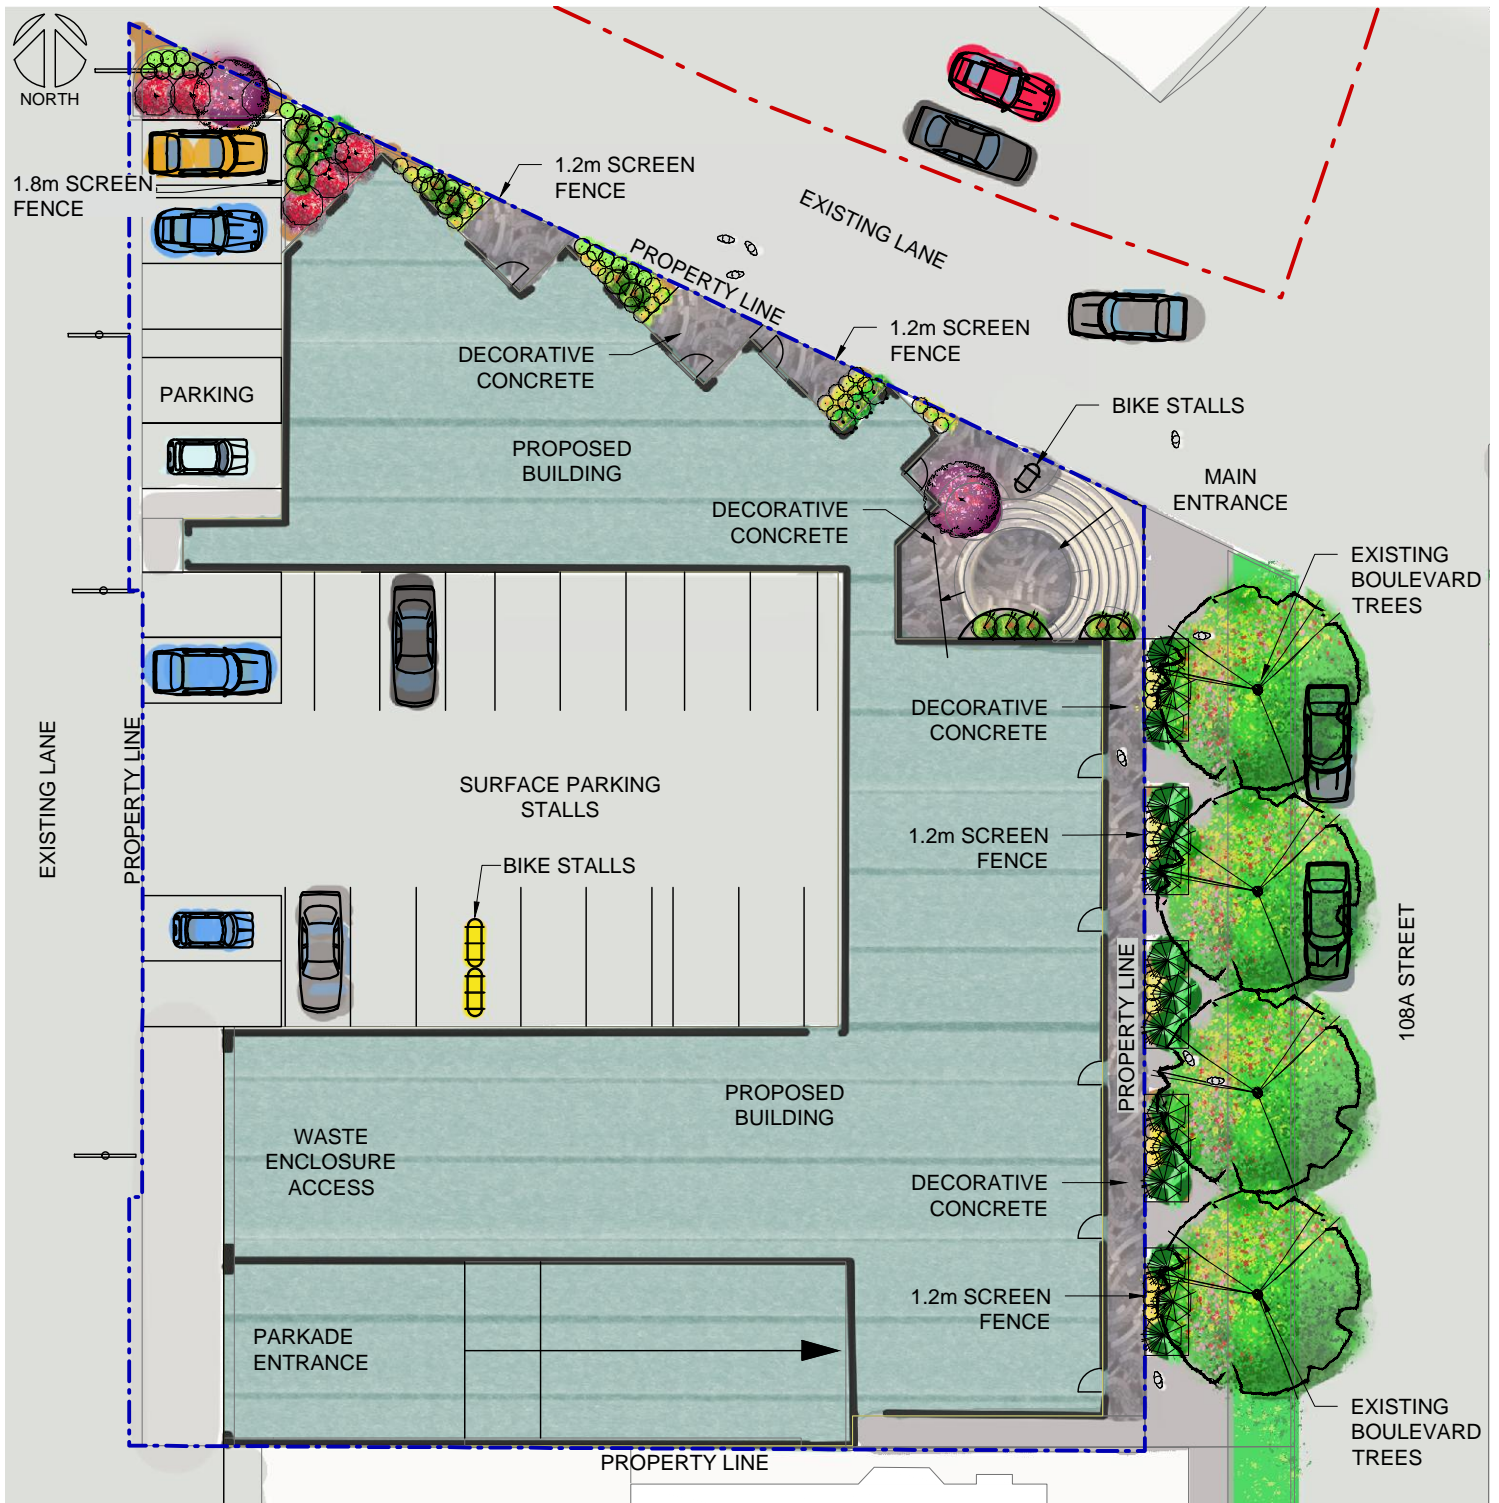 NORTH
1.8m SCREEN
FENCE
1.2m SCREEN
FENCE
EXISTING LANE
PROPERTY LINE
1.2m SCREEN
FENCE
DECORATIVE
CONCRETE
PARKING
BIKE STALLS
PROPOSED
BUILDING
MAIN
ENTRANCE
DECORATIVE
CONCRETE
EXISTING
BOULEVARD
TREES
DECORATIVE
CONCRETE
EXISTING LANE
PROPERTY LINE
SURFACE PARKING
STALLS
1.2m SCREEN
FENCE
BIKE STALLS
108A STREET
PROPERTY LINE
PROPOSED
BUILDING
WASTE
ENCLOSURE
ACCESS
DECORATIVE
CONCRETE
1.2m SCREEN
FENCE
PARKADE
ENTRANCE
EXISTING
BOULEVARD
TREES
PROPERTY LINE